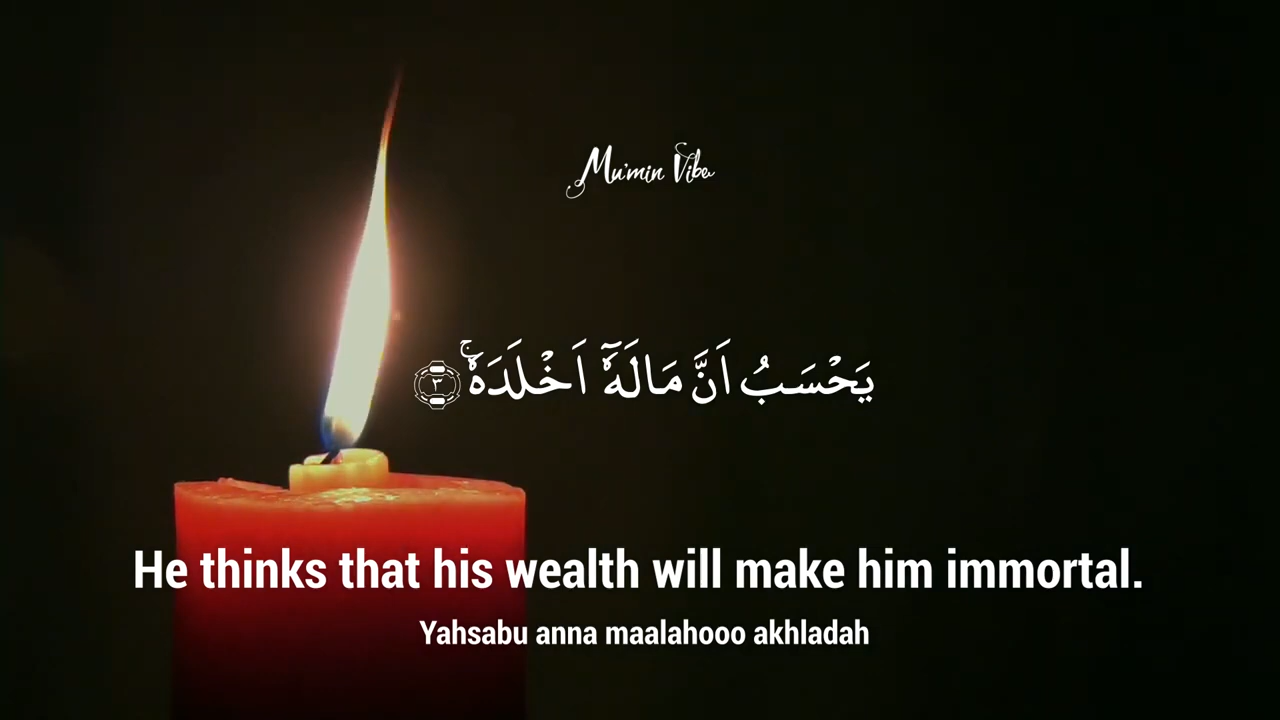 Mu'min Vibe
يَحْسَبُ اَنَّ مَالَهٗۤ اَخْلَدَهٗۚ ۝٣
He thinks that his wealth will make him immortal.
Yahsabu anna maalahooo akhladah